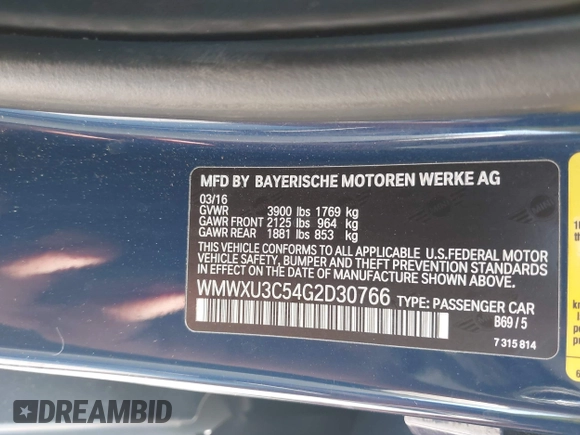 MFD BY BAYERISCHE MOTOREN WERKE AG
03/16
GVWR 3900 lbs 1769 kg
GAWR FRONT 2125 lbs 964 kg
GAWR REAR 1881 lbs 853 kg
THIS VEHICLE CONFORMS TO ALL APPLICABLE U.S.FEDERAL MOTOR
VEHICLE SAFETY, BUMPER AND THEFT PREVENTION STANDARDS
IN EFFECT ON THE DATE OF MANUFACTURE SHOWN ABOVE.
WMWXU3C54G2D30766 TYPE: PASSENGER CAR
B69 / 5
7 315 814
DREAMBID